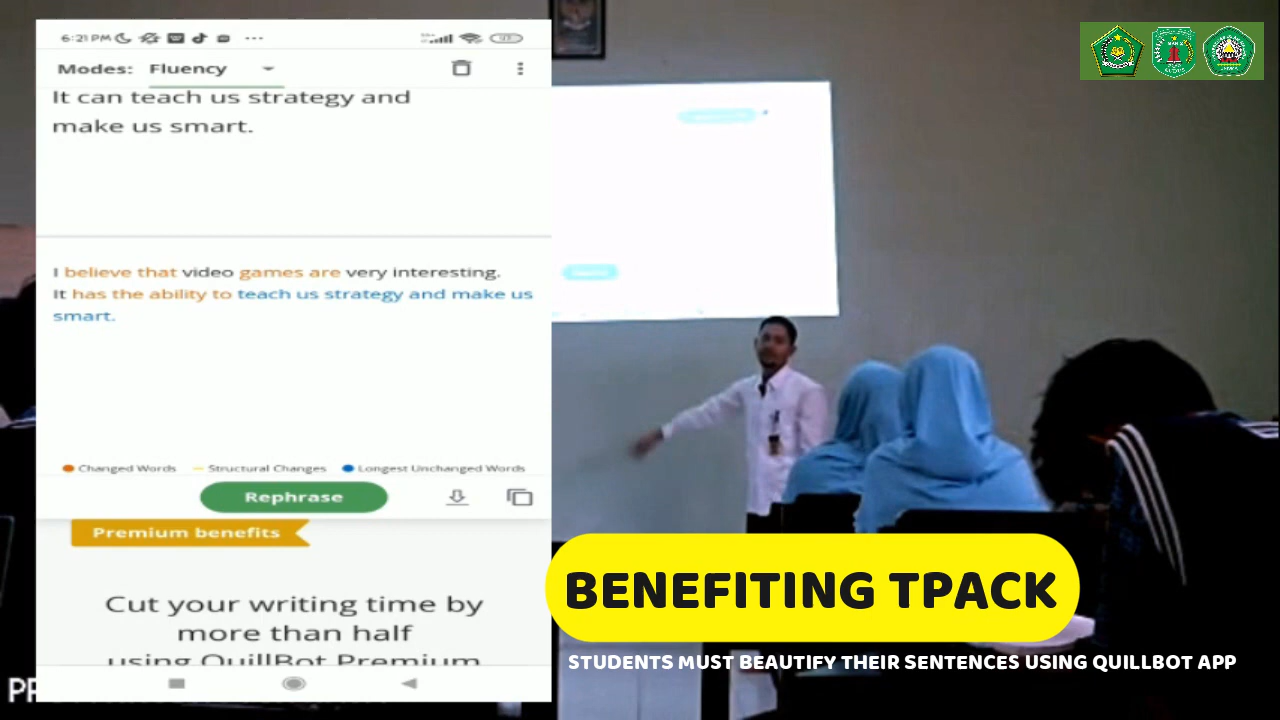 6:21 PM
Modes: Fluency
It can teach us strategy and
make us smart.
I believe that video games are very interesting.
It has the ability to teach us strategy and make us
smart.
Changed Words Structural Changes Longest Unchanged Words
Rephrase
Premium benefits
Cut your writing time by
more than half
using QuillBot Premium
BENEFITING TPACK
STUDENTS MUST BEAUTIFY THEIR SENTENCES USING QUILLBOT APP